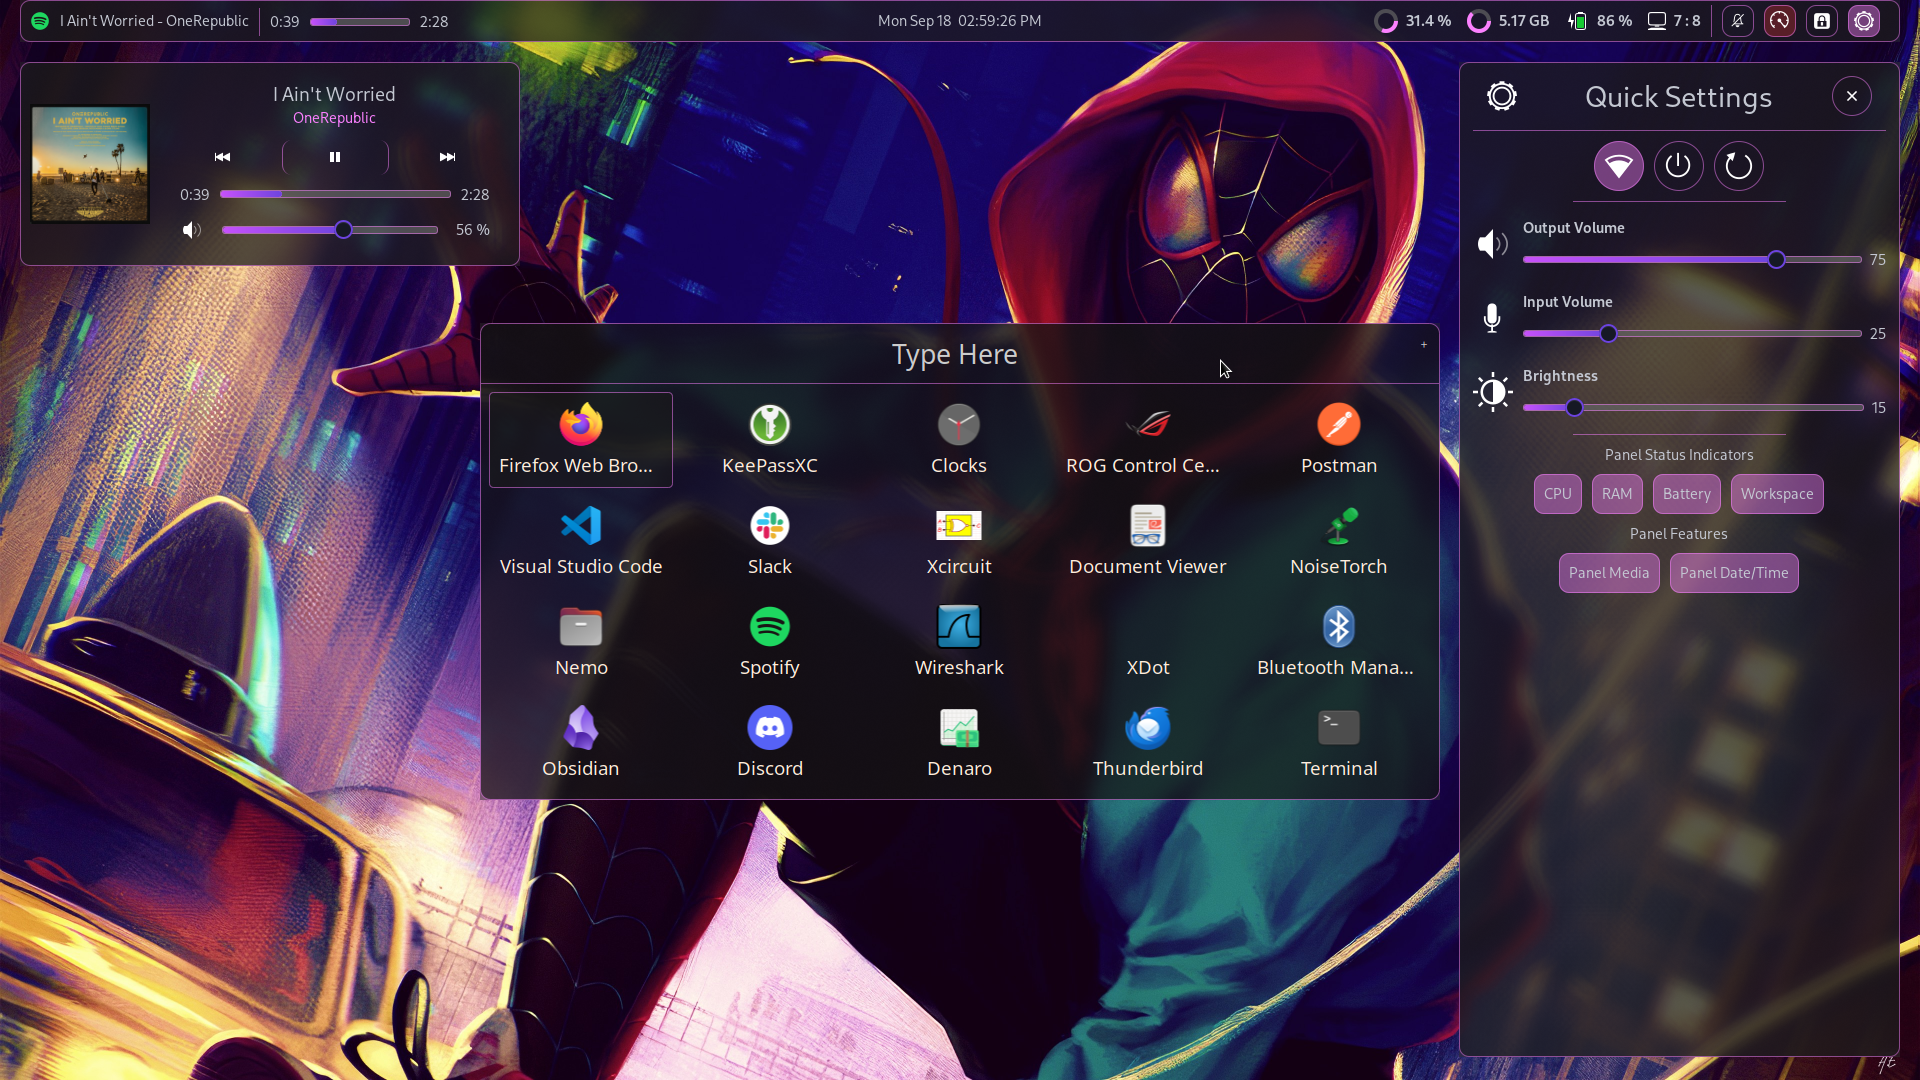 I Ain't Worried - OneRepublic 0:39 2:28 Mon Sep 18 02:59:26 PM 31.4 % 5.17 GB 86 % 7 : 8
I Ain't Worried
OneRepublic
0:39 2:28
56 %
ONEREPUBLIC
I AIN'T WORRIED
Quick Settings
Output Volume
75
Input Volume
25
Brightness
15
Panel Status Indicators
CPU RAM Battery Workspace
Panel Features
Panel Media Panel Date/Time
Type Here +
Firefox Web Bro... KeePassXC Clocks ROG Control Ce... Postman
Visual Studio Code Slack Xcircuit Document Viewer NoiseTorch
Nemo Spotify Wireshark XDot Bluetooth Mana...
>_
Obsidian Discord Denaro Thunderbird Terminal